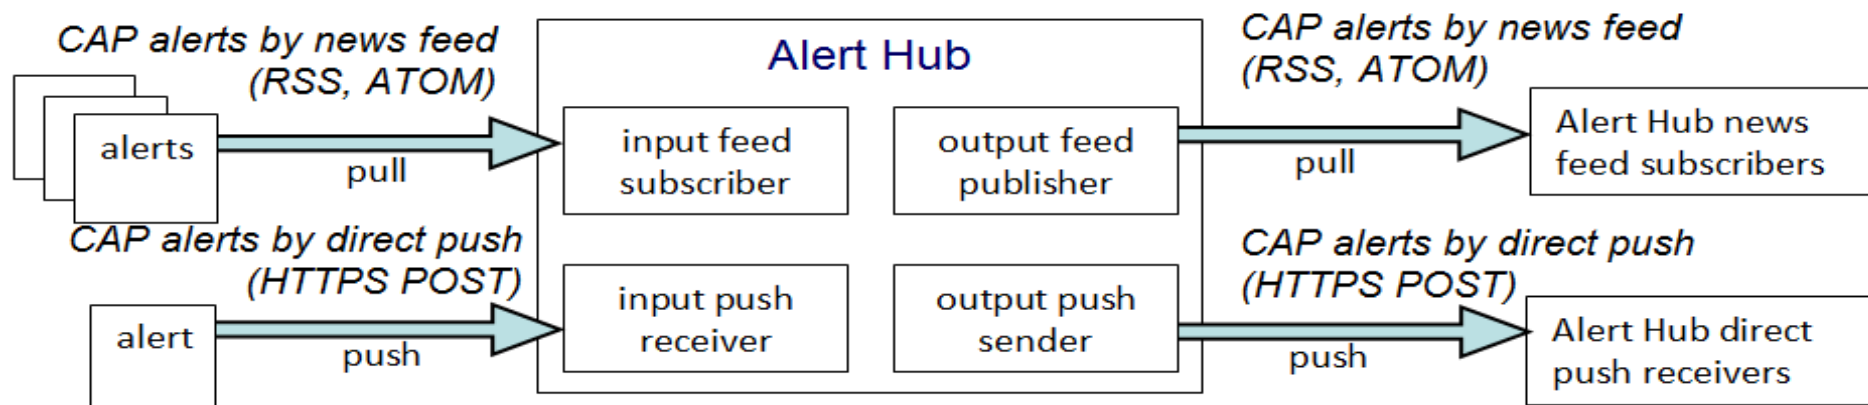 CAP alerts by news feed
(RSS, ATOM)
alerts
pull
CAP alerts by direct push
(HTTPS POST)
alert
push
Alert Hub
input feed
subscriber
output feed
publisher
input push
receiver
output push
sender
CAP alerts by news feed
(RSS, ATOM)
pull
Alert Hub news
feed subscribers
CAP alerts by direct push
(HTTPS POST)
push
Alert Hub direct
push receivers